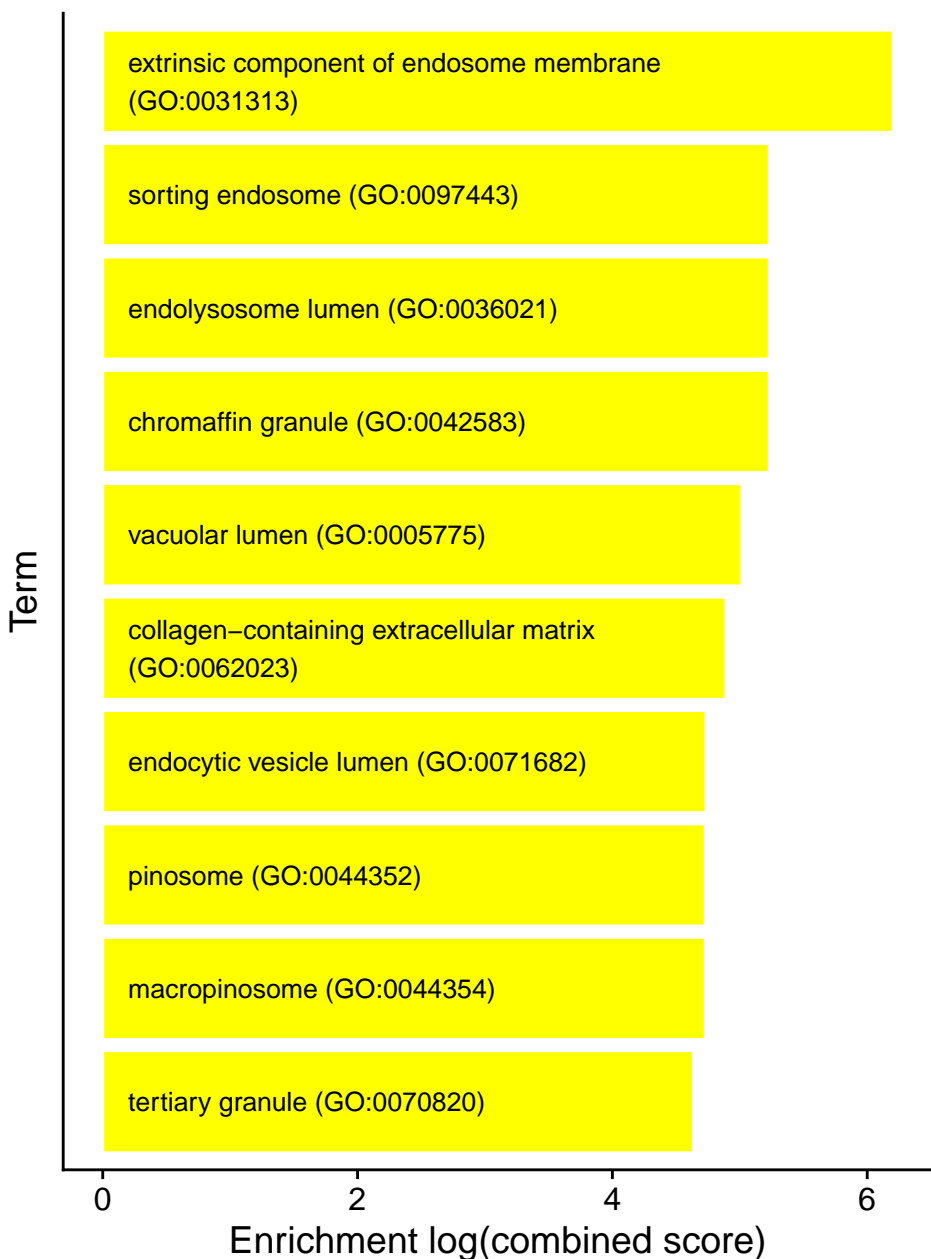 extrinsic component of endosome membrane
(GO:0031313)
sorting endosome (GO:0097443)
endolysosome lumen (GO:0036021)
chromaffin granule (GO:0042583)
vacuolar lumen (GO:0005775)
collagen−containing extracellular matrix
(GO:0062023)
endocytic vesicle lumen (GO:0071682)
pinosome (GO:0044352)
macropinosome (GO:0044354)
tertiary granule (GO:0070820)
Term
0 2 4 6
Enrichment log(combined score)